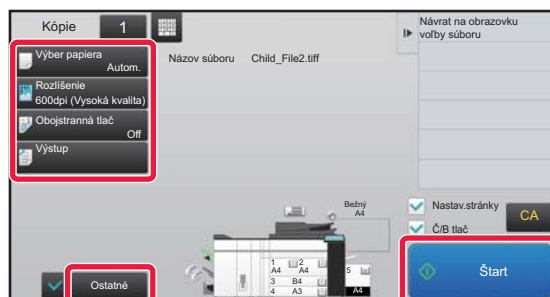 Kópie 1
Výber papiera
Autom.
Rozlíšenie
600dpi (Vysoká kvalita)
Obojstranná tlač
Off
Výstup
Názov súboru Child_File2.tiff
Návrat na obrazovku
voľby súboru
Bežný
A4
1 2
A4 A4
3 B4
4 A3
5
A4
Nastav.stránky
Č/B tlač
CA
Ostatné
Štart